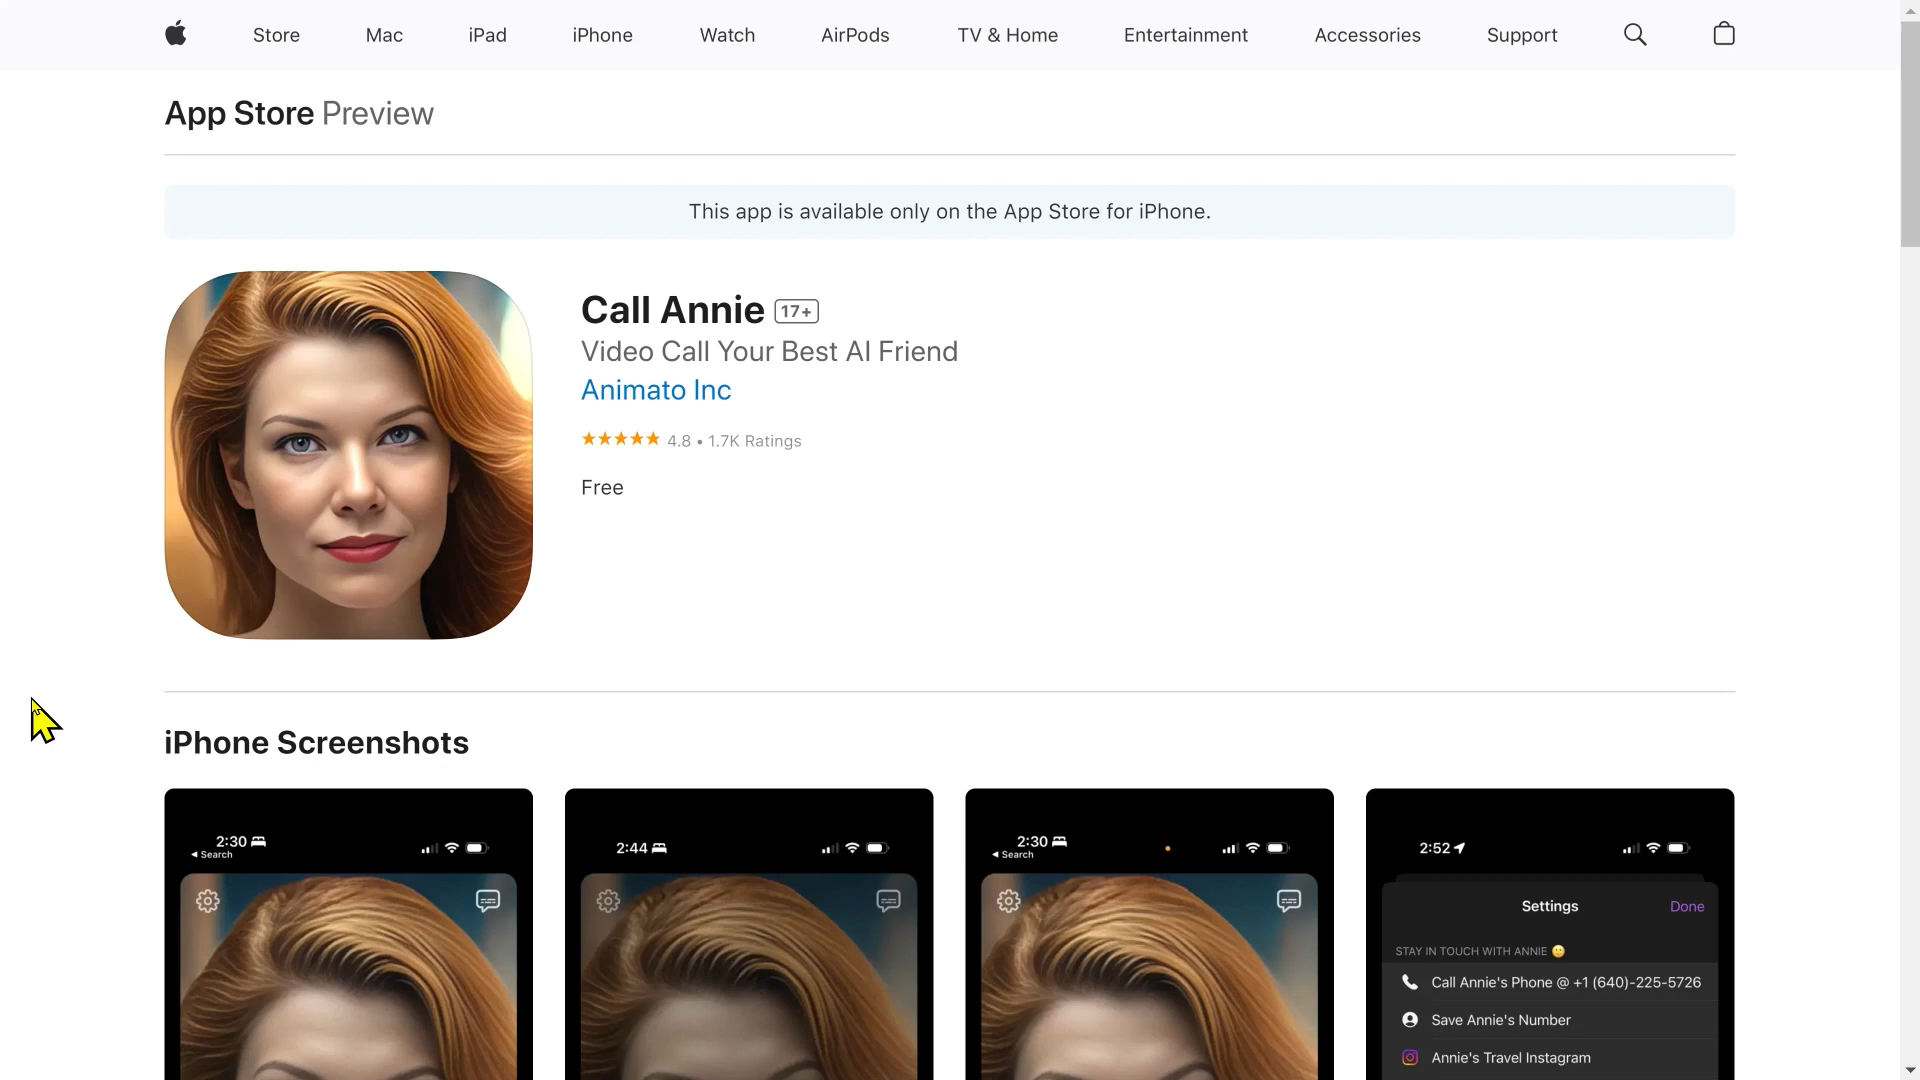 Store Mac iPad iPhone Watch AirPods TV & Home Entertainment Accessories Support
App Store Preview
This app is available only on the App Store for iPhone.
Call Annie 17+
Video Call Your Best AI Friend
Animato Inc
4.8 • 1.7K Ratings
Free
iPhone Screenshots
2:30
Search
2:44
2:30
Search
2:52
Settings Done
STAY IN TOUCH WITH ANNIE
Call Annie's Phone @ +1 (640)-225-5726
Save Annie's Number
Annie's Travel Instagram